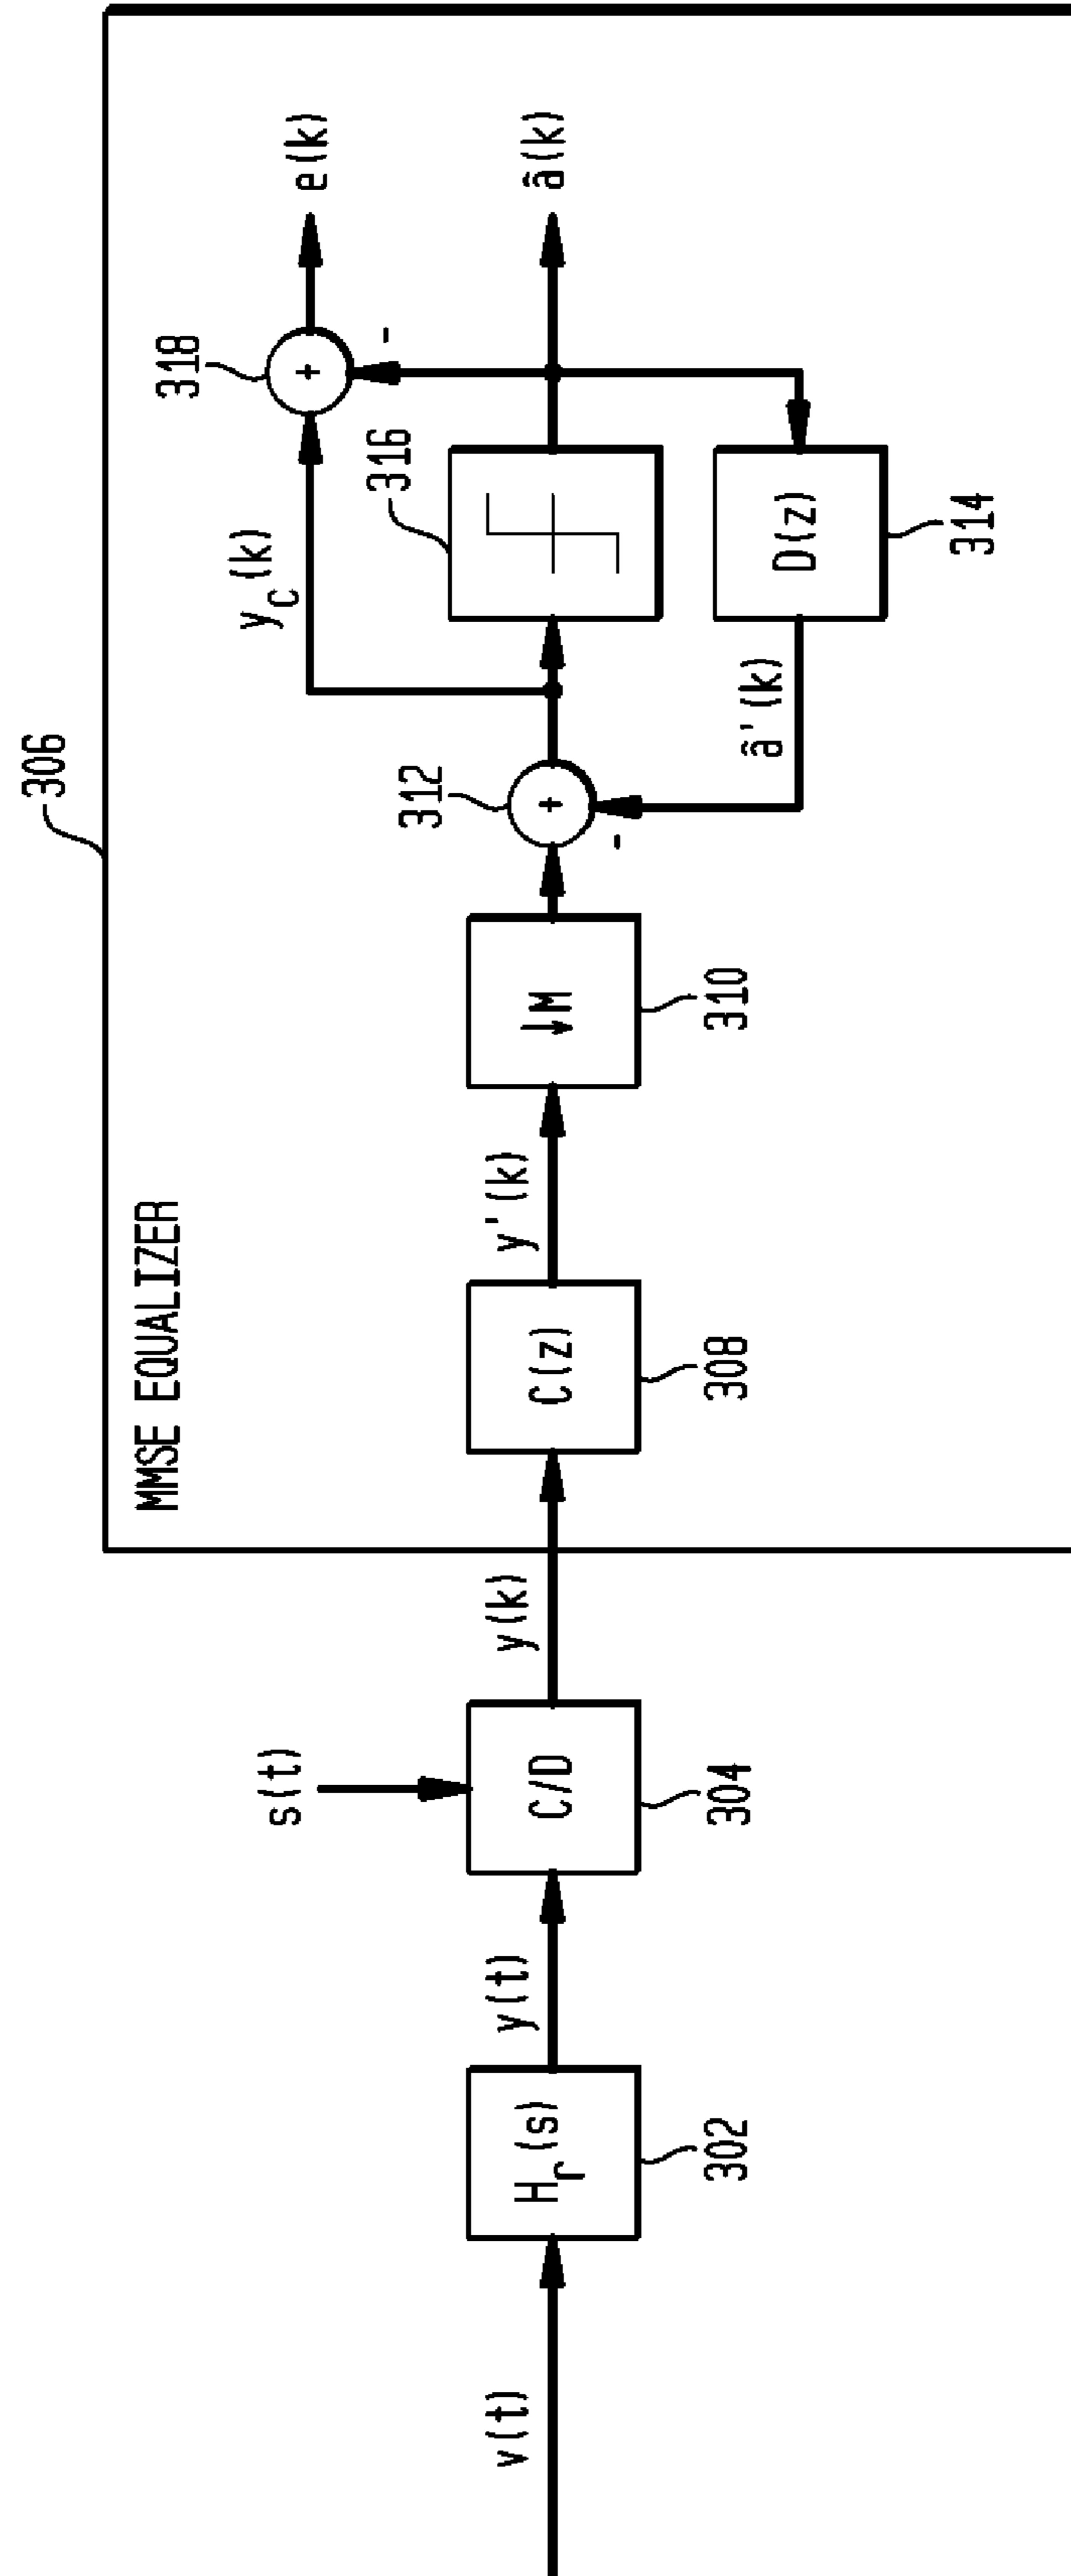 306
MMSE EQUALIZER
v(t)
H_r(s)
302
y(t)
s(t)
C/D
304
y(k)
C(z)
308
y'(k)
↓M
310
312
+
-
y_c(k)
316
318
+
-
e(k)
â(k)
D(z)
314
â'(k)